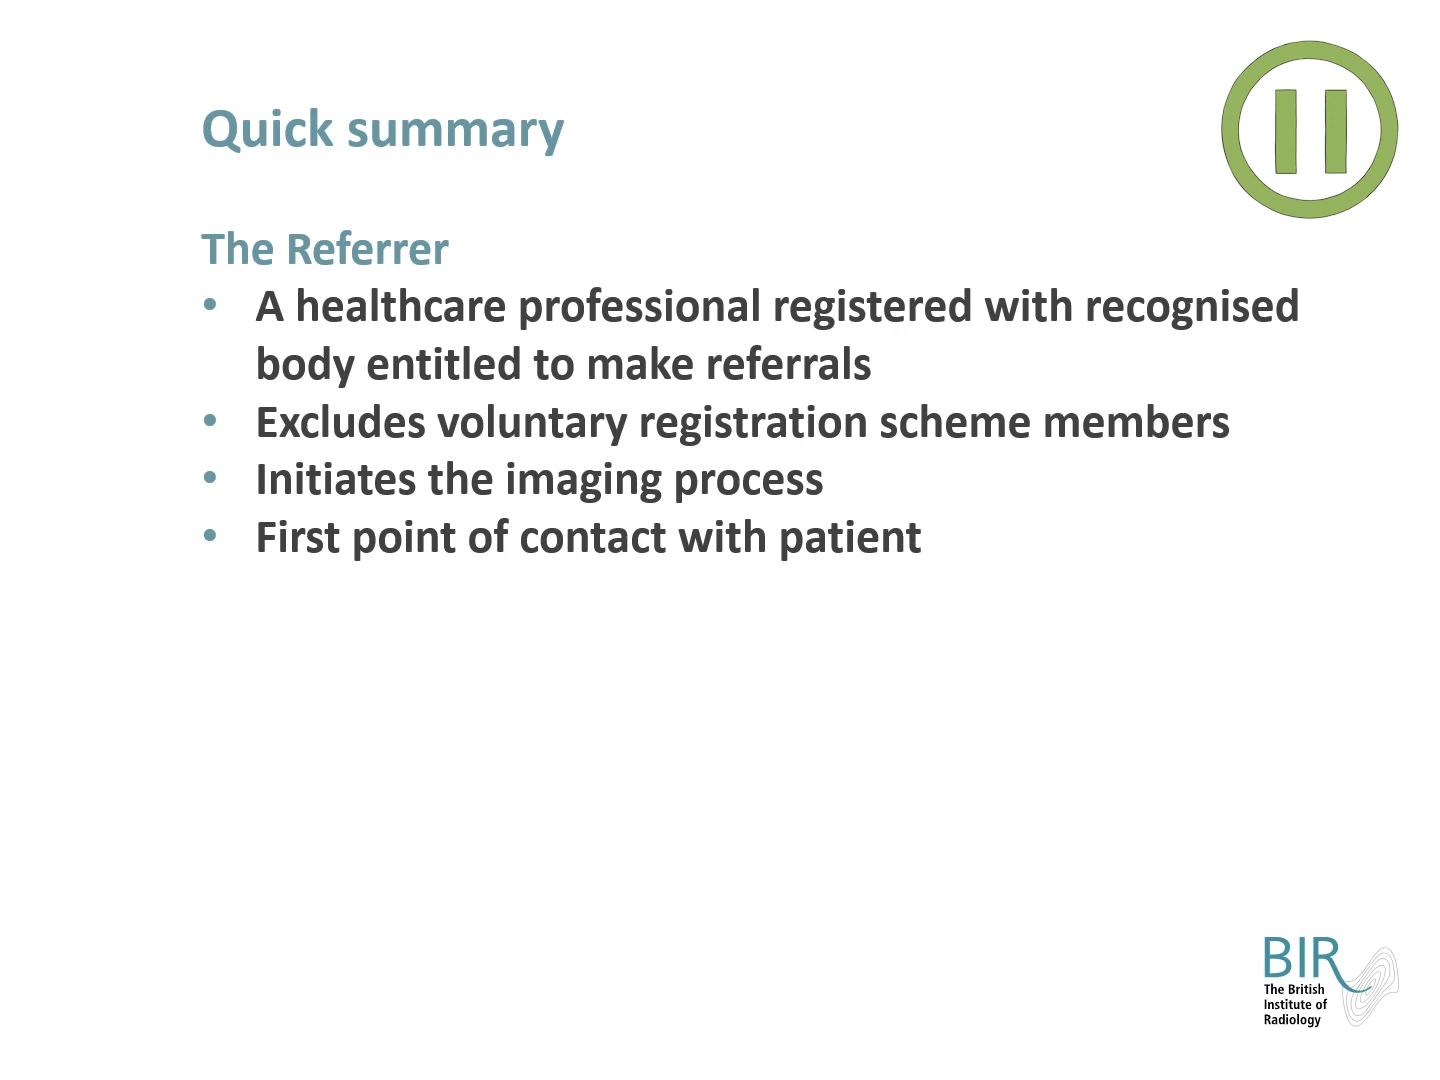 Quick summary
The Referrer
• A healthcare professional registered with recognised
body entitled to make referrals
• Excludes voluntary registration scheme members
• Initiates the imaging process
• First point of contact with patient
BIR
The British
Institute of
Radiology